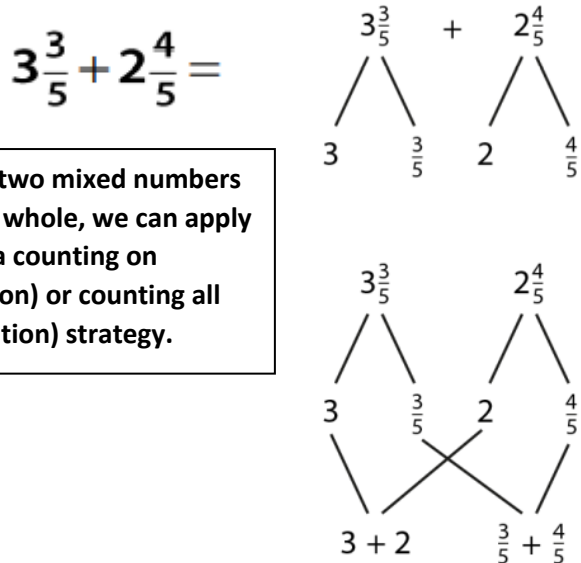 3 3/5 + 2 4/5 =
two mixed numbers
whole, we can apply
a counting on
on) or counting all
tion) strategy.
3 3/5 + 2 4/5
3 3/5 2 4/5
3 3/5 2 4/5
3 3/5 2 4/5
3 + 2 3/5 + 4/5